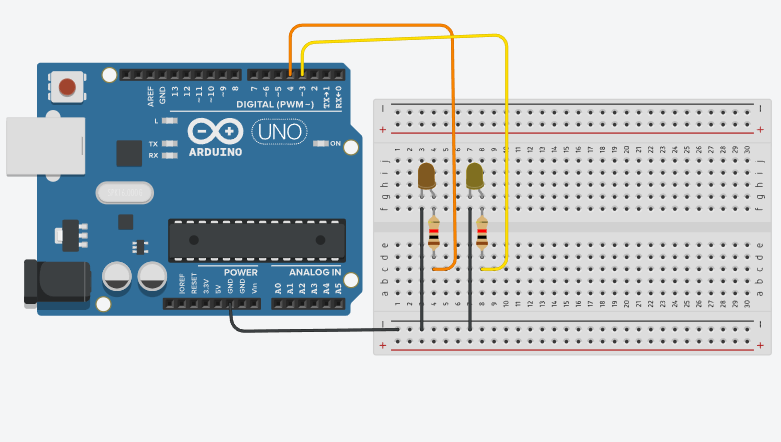 AREF
GND
13
12
~11
~10
~9
8
7
~6
~5
4
~3
2
TX→1
RX←0
DIGITAL (PWM~)
L
TX
RX
ARDUINO
UNO
ON
POWER
ANALOG IN
IOREF
RESET
3.3V
5V
GND
GND
Vin
A0
A1
A2
A3
A4
A5
1 2 3 4 5 6 7 8 9 10 11 12 13 14 15 16 17 18 19 20 21 22 23 24 25 26 27 28 29 30
j j
i i
h h
g g
f f
e e
d d
c c
b b
a a
1 2 3 4 5 6 7 8 9 10 11 12 13 14 15 16 17 18 19 20 21 22 23 24 25 26 27 28 29 30